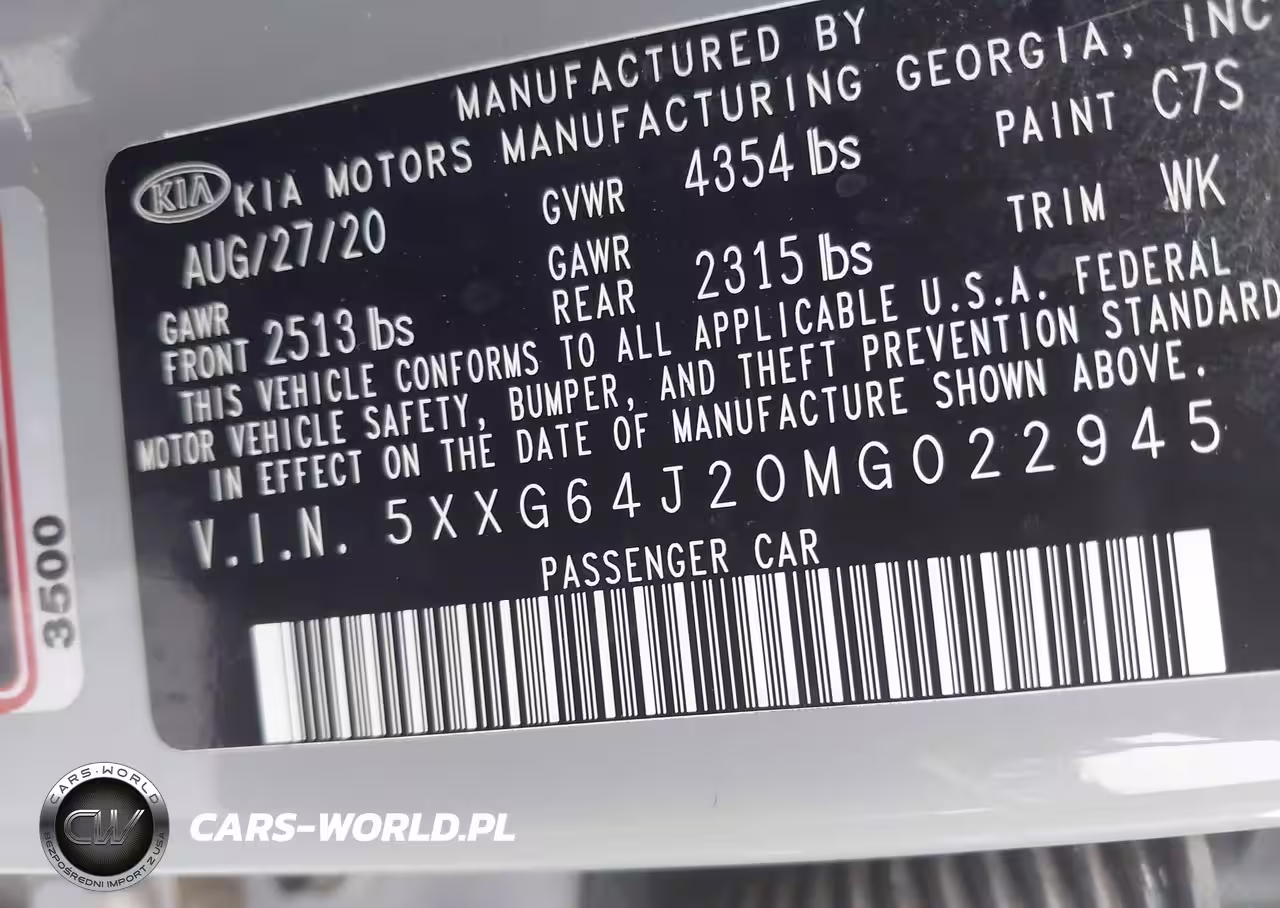 MANUFACTURED BY
KIA KIA MOTORS MANUFACTURING GEORGIA, INC
AUG/27/20 GVWR 4354 lbs PAINT C7S
GAWR FRONT 2513 lbs GAWR REAR 2315 lbs TRIM WK
THIS VEHICLE CONFORMS TO ALL APPLICABLE U.S.A. FEDERAL
MOTOR VEHICLE SAFETY, BUMPER, AND THEFT PREVENTION STANDARD
IN EFFECT ON THE DATE OF MANUFACTURE SHOWN ABOVE.
V.I.N. 5XXG64J20MG022945
PASSENGER CAR
3500
CARS-WORLD
CW
BEZPOŚREDNI IMPORT Z USA
CARS-WORLD.PL